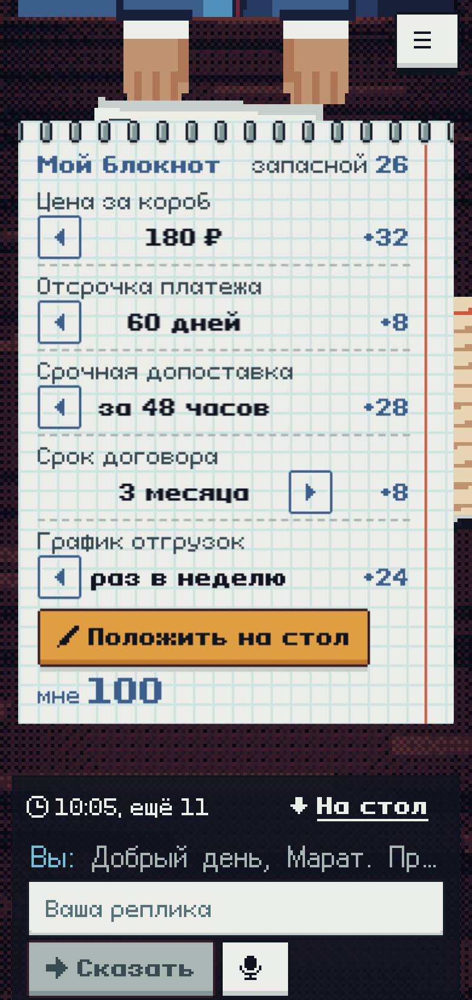 Мой блокнот запасной 26
Цена за короб
180 ₽ +32
Отсрочка платежа
60 дней +8
Срочная допоставка
за 48 часов +28
Срок договора
3 месяца +8
График отгрузок
раз в неделю +24
Положить на стол
мне 100
10:05, ещё 11 На стол
Вы: Добрый день, Марат. Пр…
Ваша реплика
Сказать